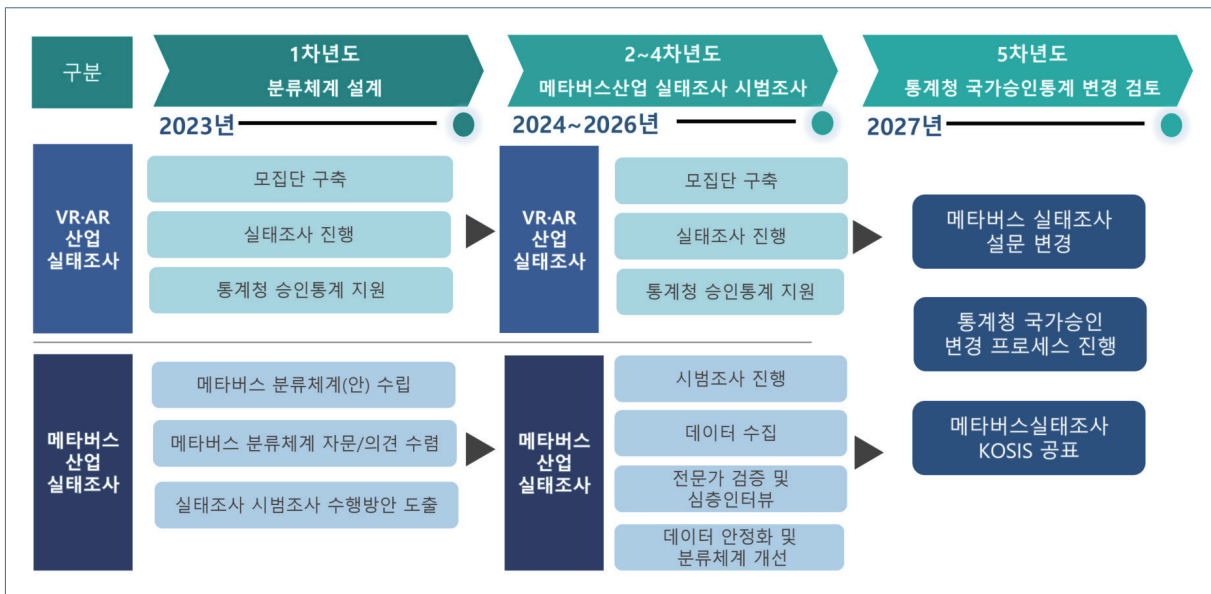 구분
1차년도
분류체계 설계
2~4차년도
메타버스산업 실태조사 시범조사
5차년도
통계청 국가승인통계 변경 검토
2023년
2024~2026년
2027년
VR·AR
산업
실태조사
모집단 구축
실태조사 진행
통계청 승인통계 지원
VR·AR
산업
실태조사
모집단 구축
실태조사 진행
통계청 승인통계 지원
메타버스
산업
실태조사
메타버스 분류체계(안) 수립
메타버스 분류체계 자문/의견 수렴
실태조사 시범조사 수행방안 도출
메타버스
산업
실태조사
시범조사 진행
데이터 수집
전문가 검증 및
심층인터뷰
데이터 안정화 및
분류체계 개선
메타버스 실태조사
설문 변경
통계청 국가승인
변경 프로세스 진행
메타버스실태조사
KOSIS 공표